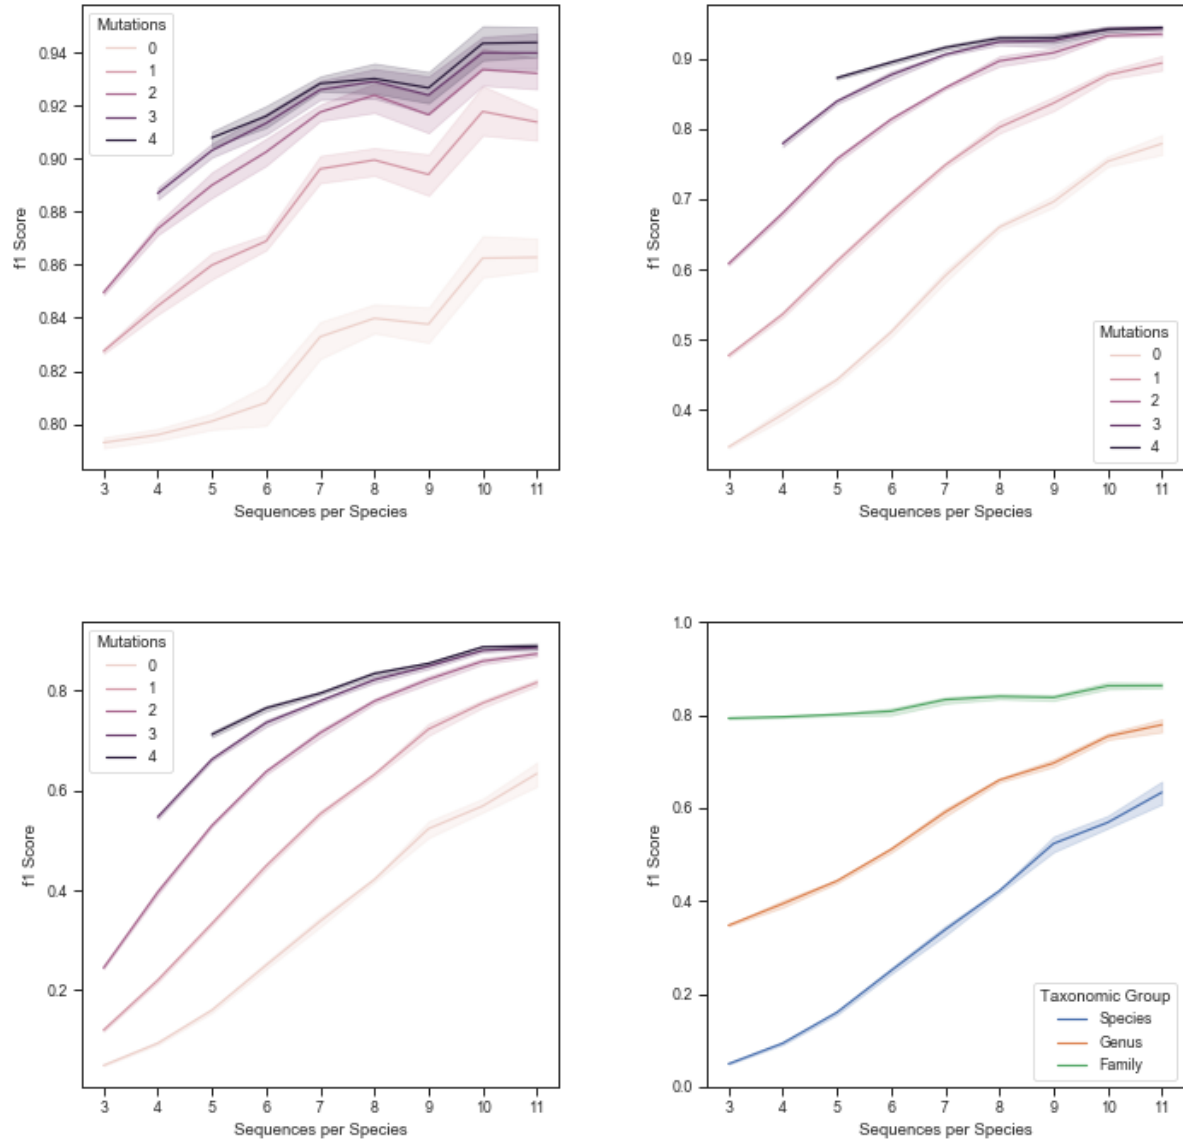 Mutations
0
1
2
3
4
0.94
0.92
0.90
0.88
0.86
0.84
0.82
0.80
f1 Score
3 4 5 6 7 8 9 10 11
Sequences per Species
0.9
0.8
0.7
0.6
0.5
0.4
f1 Score
Mutations
0
1
2
3
4
3 4 5 6 7 8 9 10 11
Sequences per Species
Mutations
0
1
2
3
4
0.8
0.6
0.4
0.2
f1 Score
3 4 5 6 7 8 9 10 11
Sequences per Species
1.0
0.8
0.6
0.4
0.2
0.0
f1 Score
Taxonomic Group
Species
Genus
Family
3 4 5 6 7 8 9 10 11
Sequences per Species